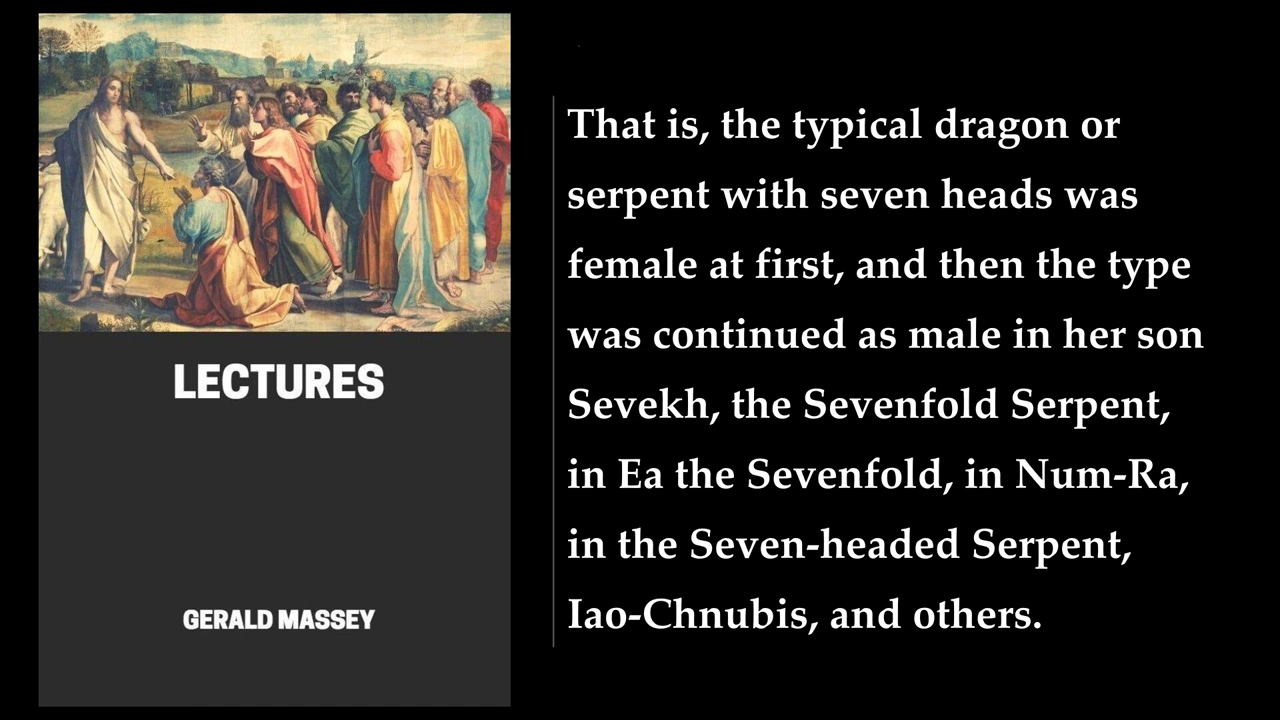 LECTURES
GERALD MASSEY
That is, the typical dragon or
serpent with seven heads was
female at first, and then the type
was continued as male in her son
Sevekh, the Sevenfold Serpent,
in Ea the Sevenfold, in Num-Ra,
in the Seven-headed Serpent,
Iao-Chnubis, and others.